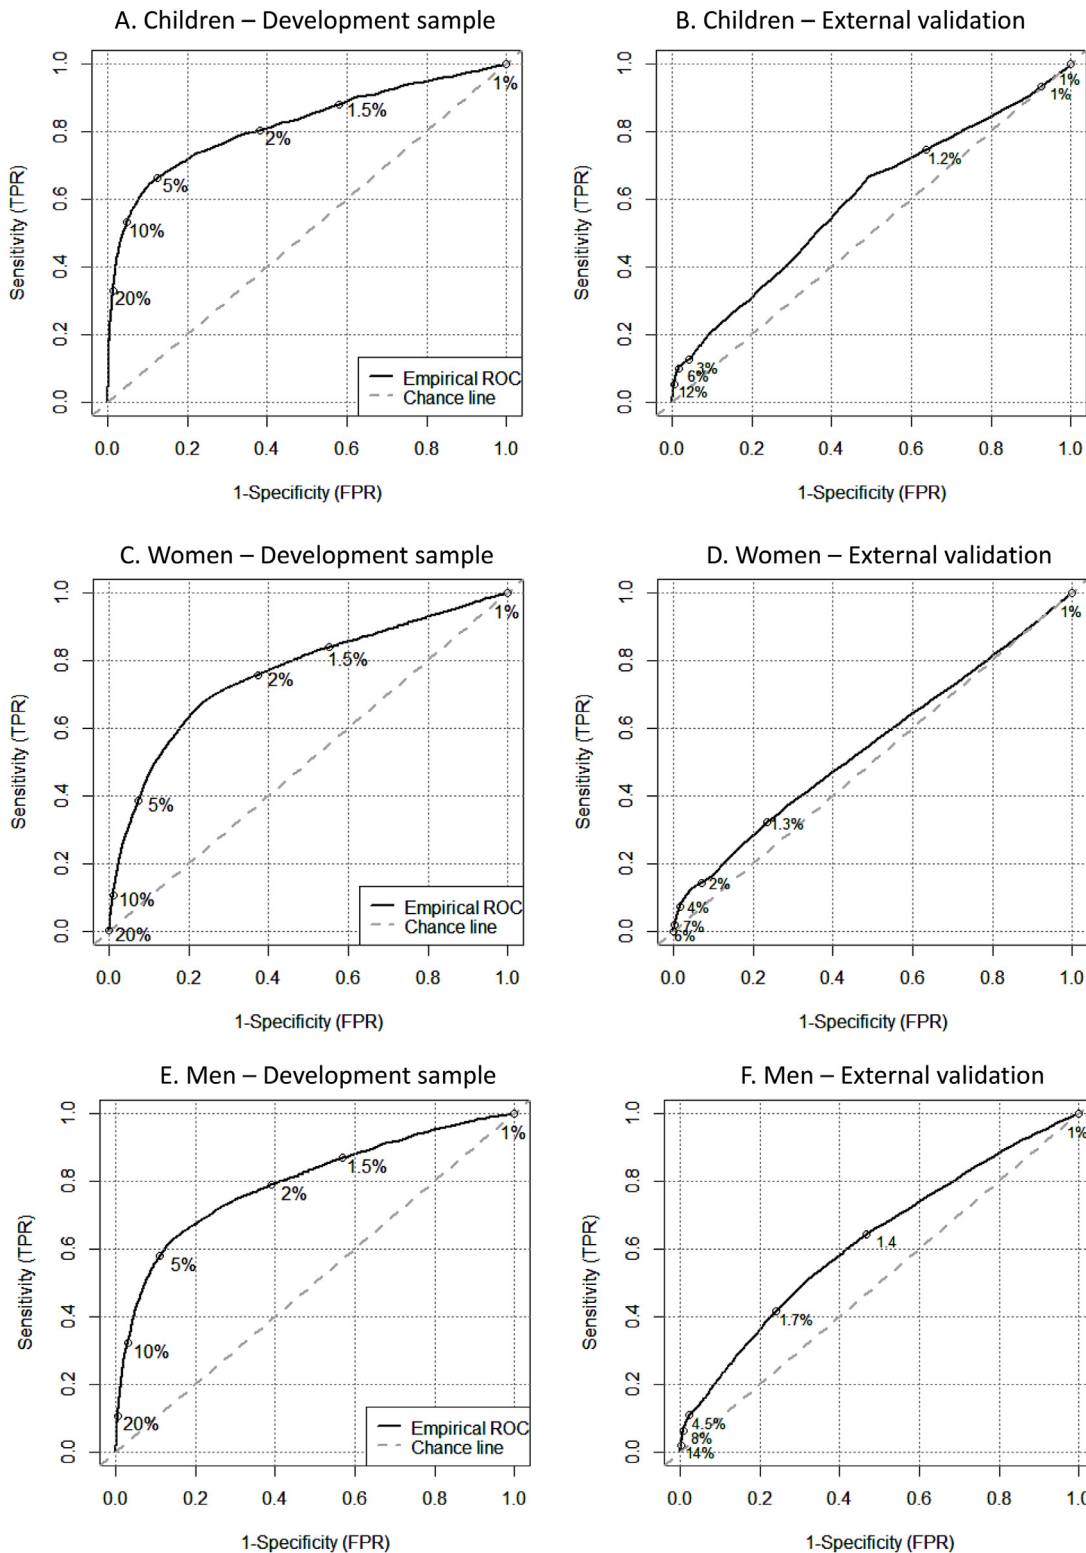 A. Children – Development sample
B. Children – External validation
Sensitivity (TPR)
0.0 0.2 0.4 0.6 0.8 1.0
1%
1.5%
2%
5%
10%
20%
Empirical ROC
Chance line
0.0 0.2 0.4 0.6 0.8 1.0
1-Specificity (FPR)
Sensitivity (TPR)
0.0 0.2 0.4 0.6 0.8 1.0
1%
1%
1.2%
3%
6%
12%
0.0 0.2 0.4 0.6 0.8 1.0
1-Specificity (FPR)
C. Women – Development sample
D. Women – External validation
Sensitivity (TPR)
0.0 0.2 0.4 0.6 0.8 1.0
1%
1.5%
2%
5%
10%
20%
Empirical ROC
Chance line
0.0 0.2 0.4 0.6 0.8 1.0
1-Specificity (FPR)
Sensitivity (TPR)
0.0 0.2 0.4 0.6 0.8 1.0
1%
1.3%
2%
4%
7%
6%
0.0 0.2 0.4 0.6 0.8 1.0
1-Specificity (FPR)
E. Men – Development sample
F. Men – External validation
Sensitivity (TPR)
0.0 0.2 0.4 0.6 0.8 1.0
1%
1.5%
2%
5%
10%
20%
Empirical ROC
Chance line
0.0 0.2 0.4 0.6 0.8 1.0
1-Specificity (FPR)
Sensitivity (TPR)
0.0 0.2 0.4 0.6 0.8 1.0
1%
1.4
1.7%
4.5%
8%
14%
0.0 0.2 0.4 0.6 0.8 1.0
1-Specificity (FPR)